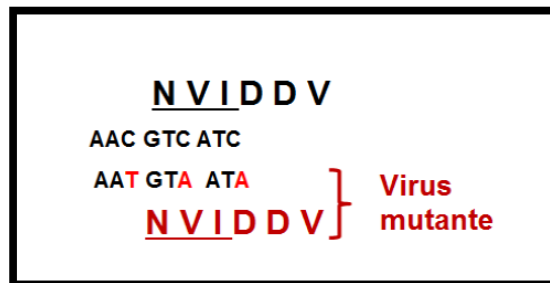 N V I D D V
AAC GTC ATC
AAT GTA ATA
Virus
mutante
N V I D D V